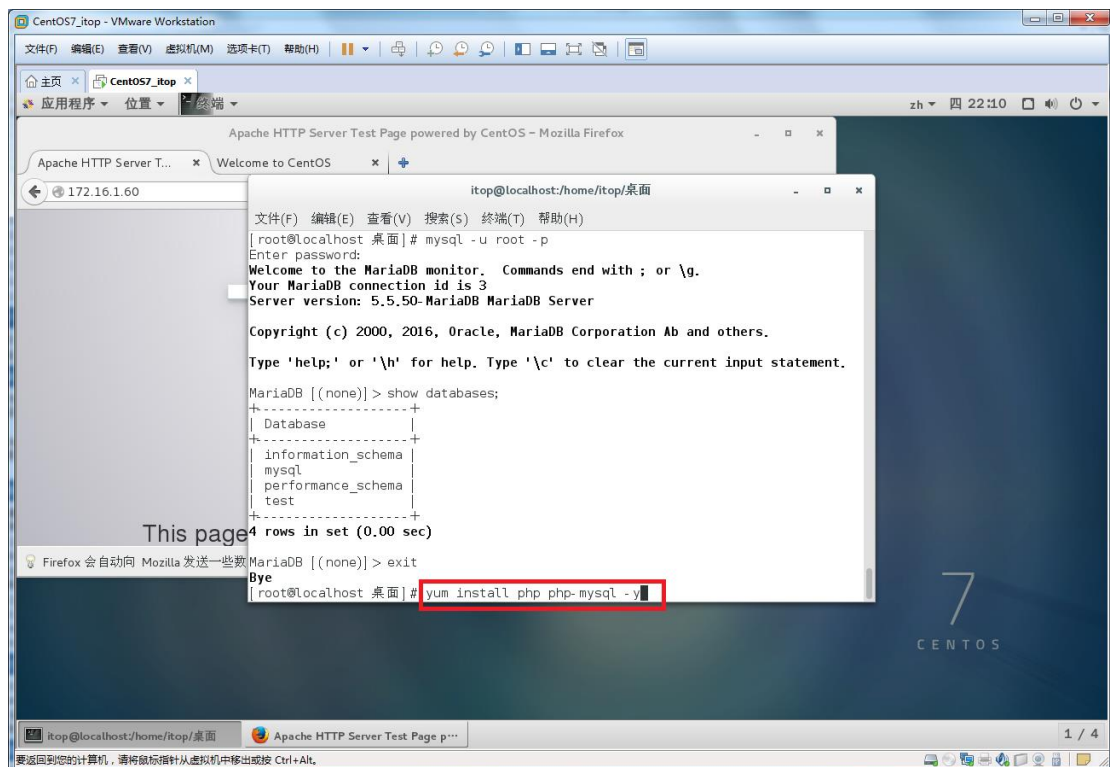 CentOS7_itop - VMware Workstation
文件(F) 编辑(E) 查看(V) 虚拟机(M) 选项卡(T) 帮助(H)
主页 CentOS7_itop
应用程序 位置 终端 zh 四 22:10
Apache HTTP Server Test Page powered by CentOS - Mozilla Firefox
Apache HTTP Server T... Welcome to CentOS
172.16.1.60
itop@localhost:/home/itop/桌面
文件(F) 编辑(E) 查看(V) 搜索(S) 终端(T) 帮助(H)
[root@localhost 桌面]# mysql -u root -p
Enter password:
Welcome to the MariaDB monitor.  Commands end with ; or \g.
Your MariaDB connection id is 3
Server version: 5.5.50-MariaDB MariaDB Server
Copyright (c) 2000, 2016, Oracle, MariaDB Corporation Ab and others.
Type 'help;' or '\h' for help. Type '\c' to clear the current input statement.
MariaDB [(none)]> show databases;
+--------------------+
| Database           |
+--------------------+
| information_schema |
| mysql              |
| performance_schema |
| test               |
+--------------------+
4 rows in set (0.00 sec)
This page
Firefox 会自动向 Mozilla 发送一些数
MariaDB [(none)]> exit
Bye
[root@localhost 桌面]# yum install php php-mysql -y
7
CENTOS
itop@localhost:/home/itop/桌面 Apache HTTP Server Test Page p... 1 / 4
要返回到您的计算机，请将鼠标指针从虚拟机中移出或按 Ctrl+Alt。